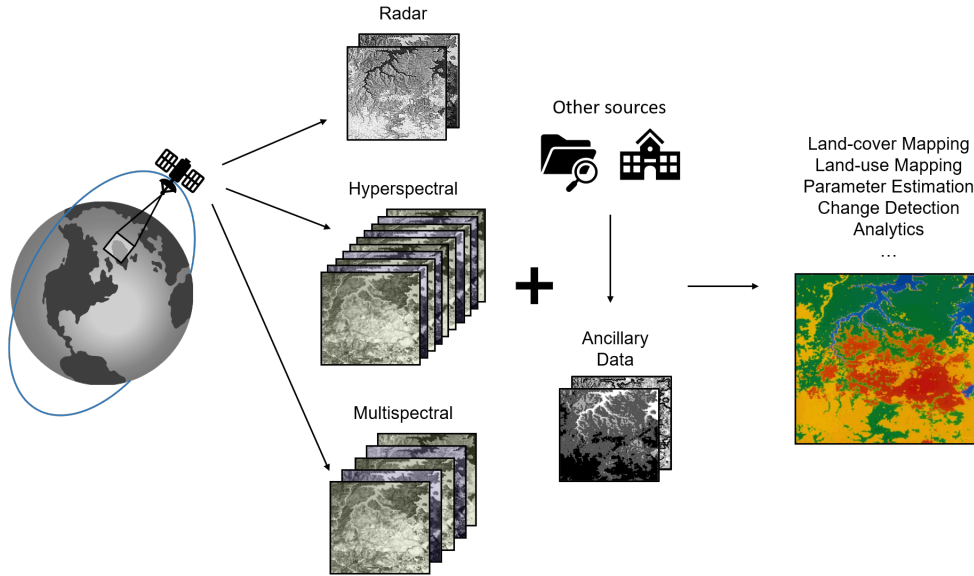 Radar
Hyperspectral
Multispectral
Other sources
Ancillary
Data
Land-cover Mapping
Land-use Mapping
Parameter Estimation
Change Detection
Analytics
...